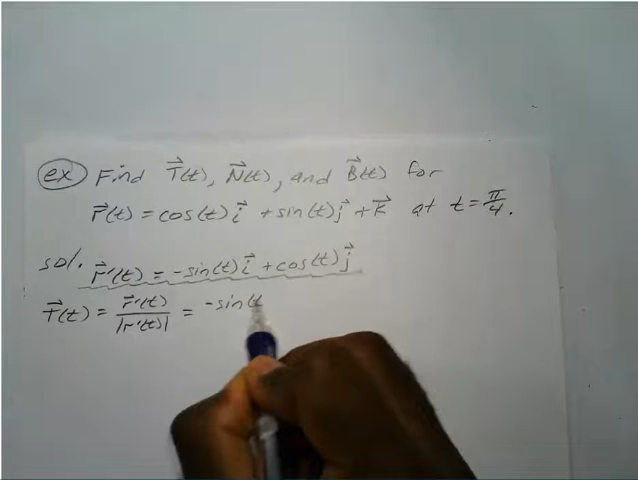 ex Find T⃗(t), N⃗(t), and B⃗(t) for
r⃗(t) = cos(t) i⃗ + sin(t) j⃗ + k⃗ at t = π/4.
sol. r⃗'(t) = -sin(t) i⃗ + cos(t) j⃗
T⃗(t) = r⃗'(t)/|r'(t)| = -sin(t